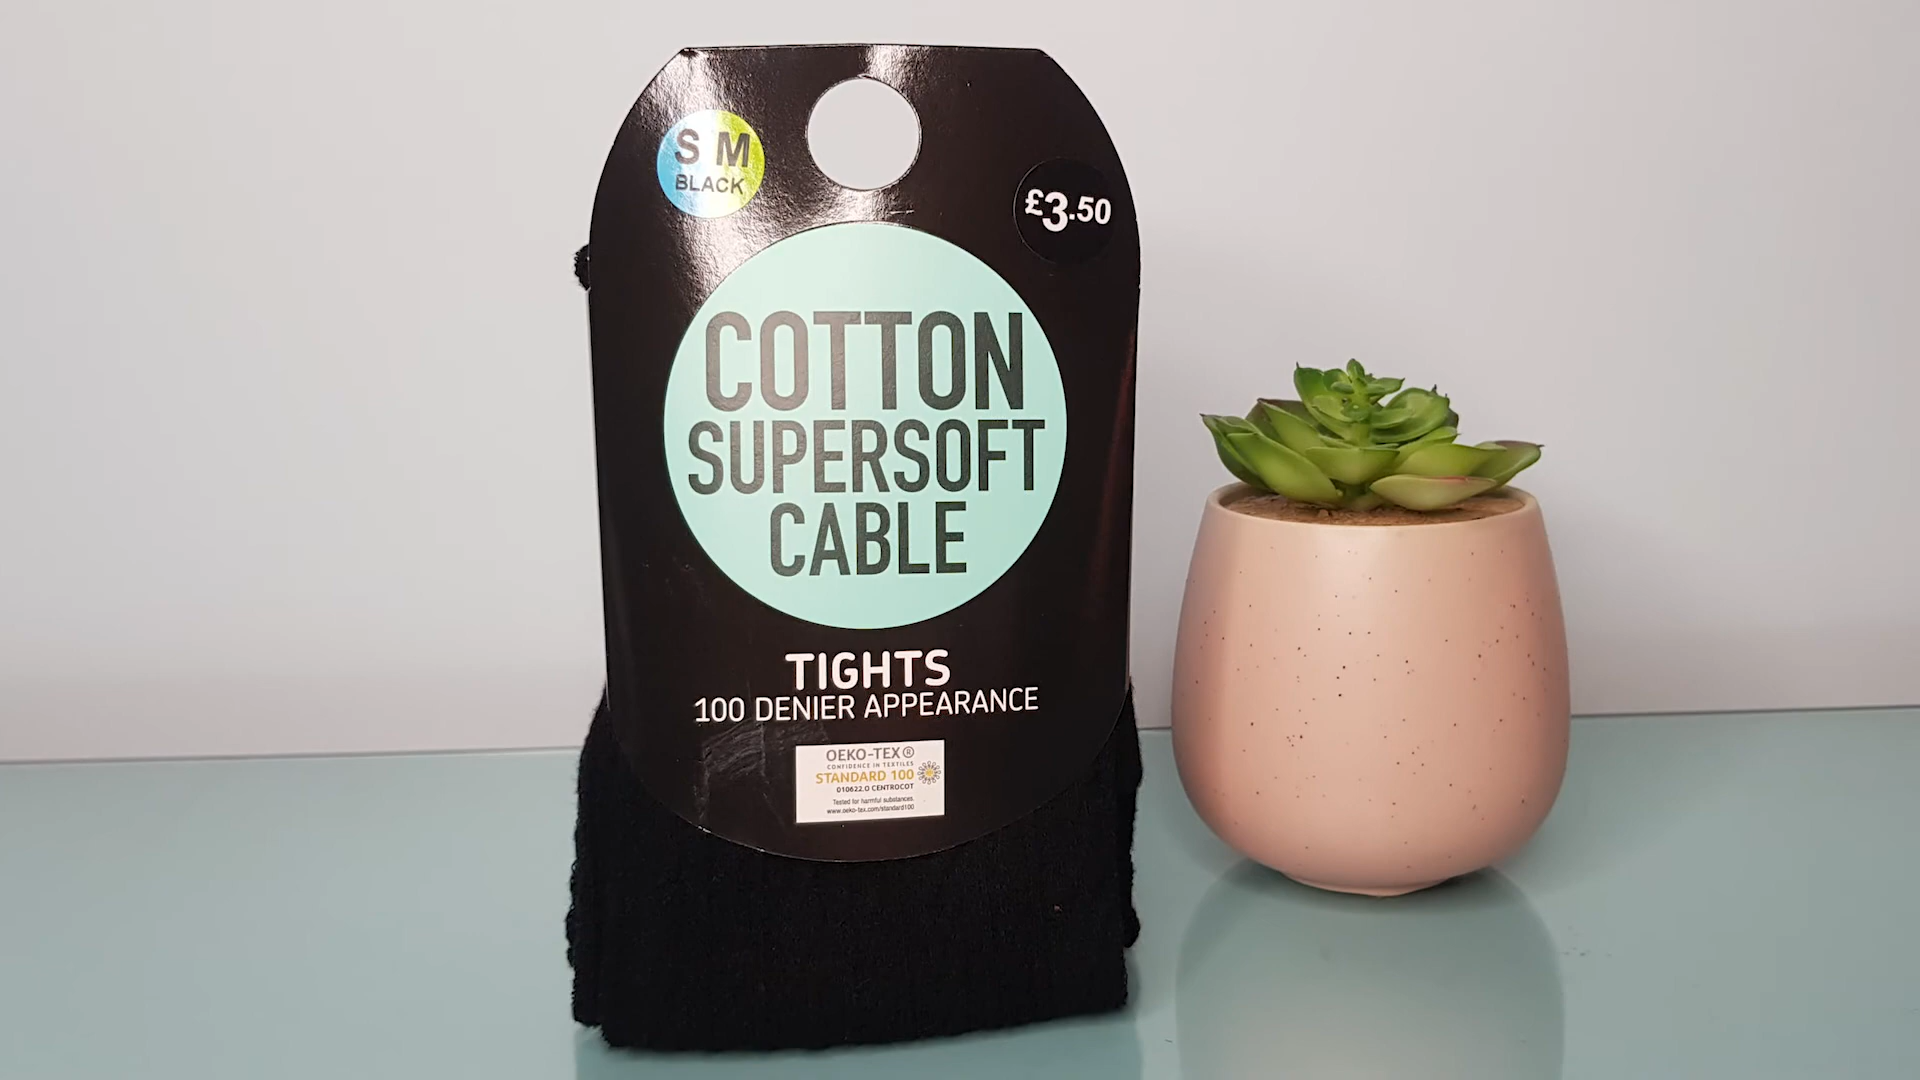 S M
BLACK
£3.50
COTTON
SUPERSOFT
CABLE
TIGHTS
100 DENIER APPEARANCE
OEKO-TEX®
CONFIDENCE IN TEXTILES
STANDARD 100
010622.O CENTROCOT
Tested for harmful substances.
www.oeko-tex.com/standard100